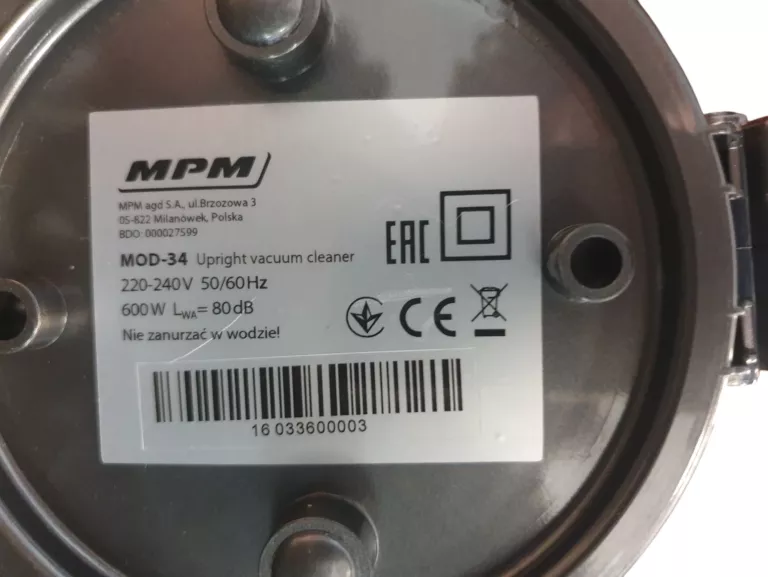 MPM
MPM agd S.A., ul.Brzozowa 3
05-822 Milanówek, Polska
BDO: 000027599
MOD-34 Upright vacuum cleaner
220-240V 50/60Hz
600W LWA= 80dB
Nie zanurzać w wodzie!
EAC
CE
16 033600003